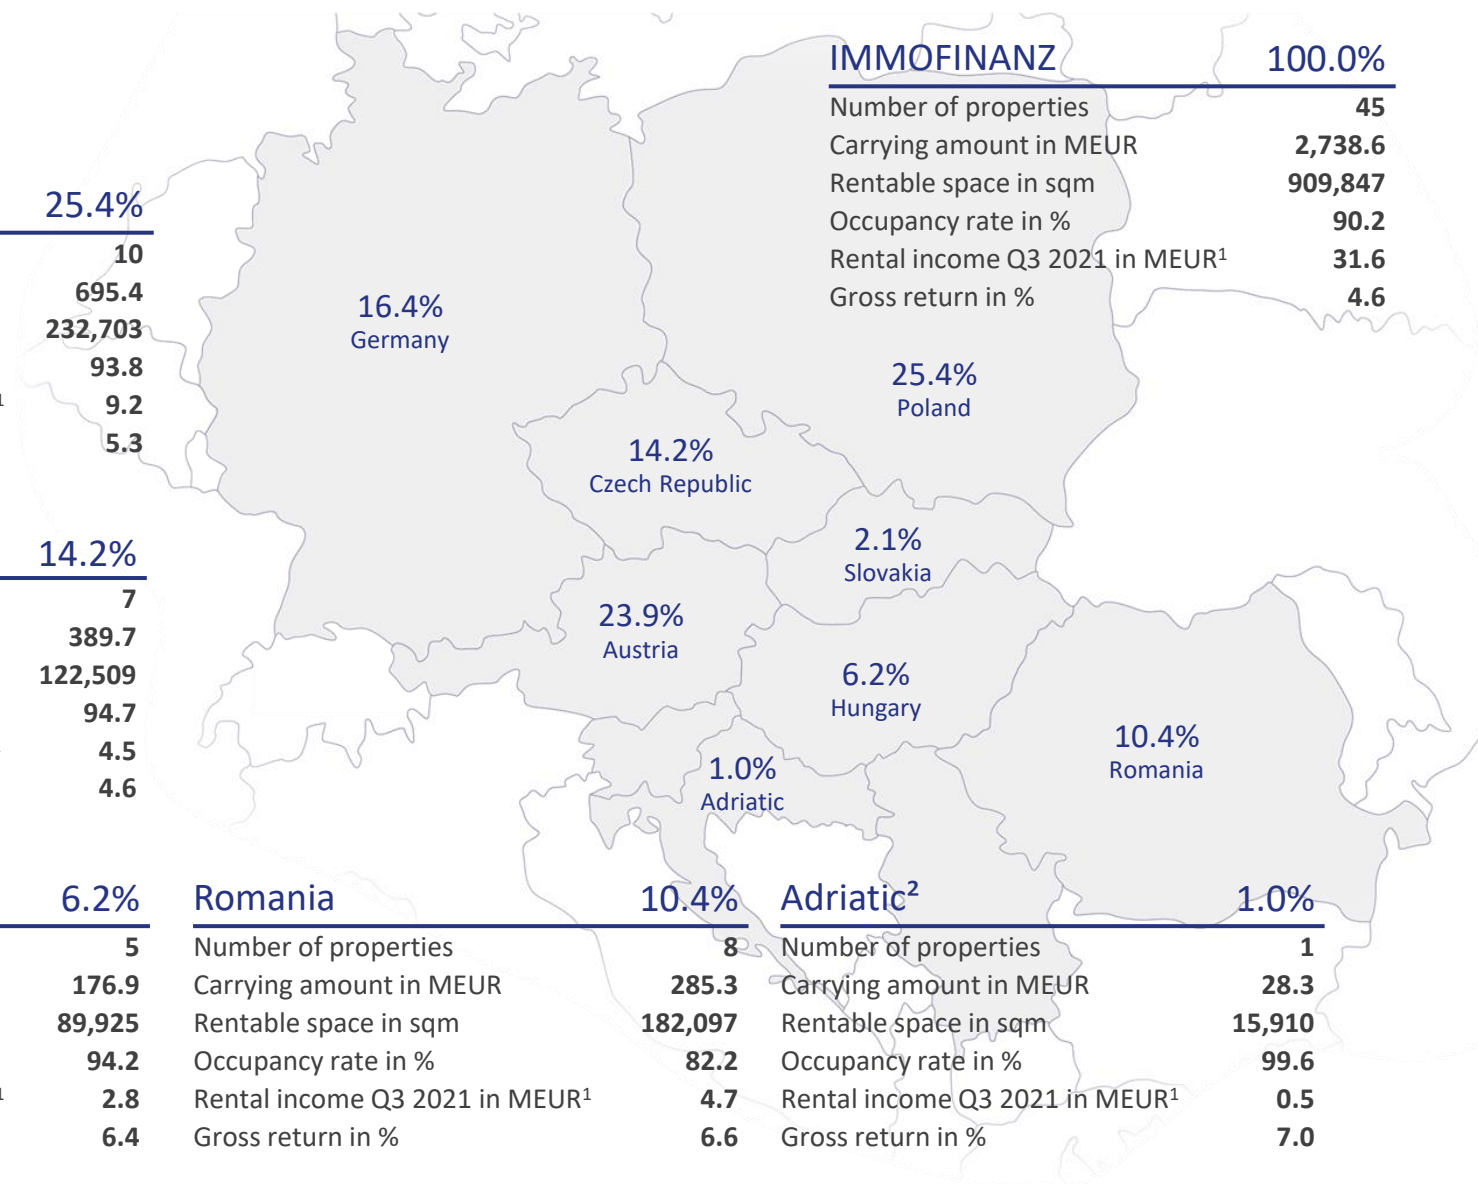 IMMOFINANZ 100.0%
Number of properties 45
Carrying amount in MEUR 2,738.6
Rentable space in sqm 909,847
Occupancy rate in % 90.2
Rental income Q3 2021 in MEUR¹ 31.6
Gross return in % 4.6
25.4%
10
695.4
232,703
93.8
1 9.2
5.3
16.4%
Germany
25.4%
Poland
14.2%
Czech Republic
2.1%
Slovakia
23.9%
Austria
6.2%
Hungary
10.4%
Romania
1.0%
Adriatic
14.2%
7
389.7
122,509
94.7
4.5
4.6
6.2%
5
176.9
89,925
94.2
1 2.8
6.4
Romania 10.4%
Number of properties 8
Carrying amount in MEUR 285.3
Rentable space in sqm 182,097
Occupancy rate in % 82.2
Rental income Q3 2021 in MEUR¹ 4.7
Gross return in % 6.6
Adriatic² 1.0%
Number of properties 1
Carrying amount in MEUR 28.3
Rentable space in sqm 15,910
Occupancy rate in % 99.6
Rental income Q3 2021 in MEUR¹ 0.5
Gross return in % 7.0